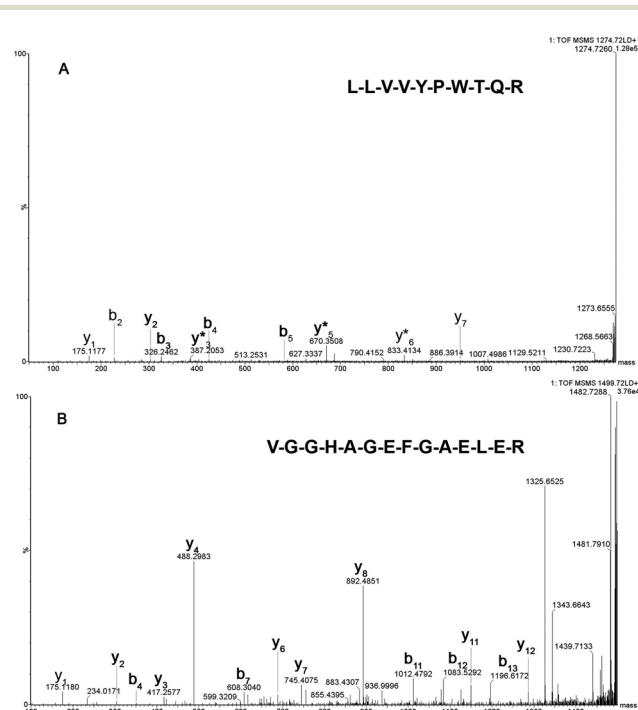 1: TOF MSMS 1274.72LD+
1274.7260 1.28e5
100
A
L-L-V-V-Y-P-W-T-Q-R
%
1273.6555
1268.5663
b2
y2
b3
y*3
b4
b5
y*5
y*6
y7
y1
175.1177
326.2462
387.2053
513.2531
627.3337
670.3508
790.4152
833.4134
886.3914
1007.4986
1129.5211
1230.7223
0
100
200
300
400
500
600
700
800
900
1000
1100
1200
mass
1: TOF MSMS 1499.72LD+
1482.7288 3.76e4
100
B
V-G-G-H-A-G-E-F-G-A-E-L-E-R
%
1325.6525
1481.7910
1343.6643
1439.7133
y4
488.2983
y8
892.4851
y1
175.1180
234.0171
y2
b4
y3
417.2577
599.3209
b7
608.3040
y6
y7
745.4075
855.4395
883.4307
936.9996
b11
1012.4792
b12
1083.5292
y11
b13
1196.6172
y12
0
mass